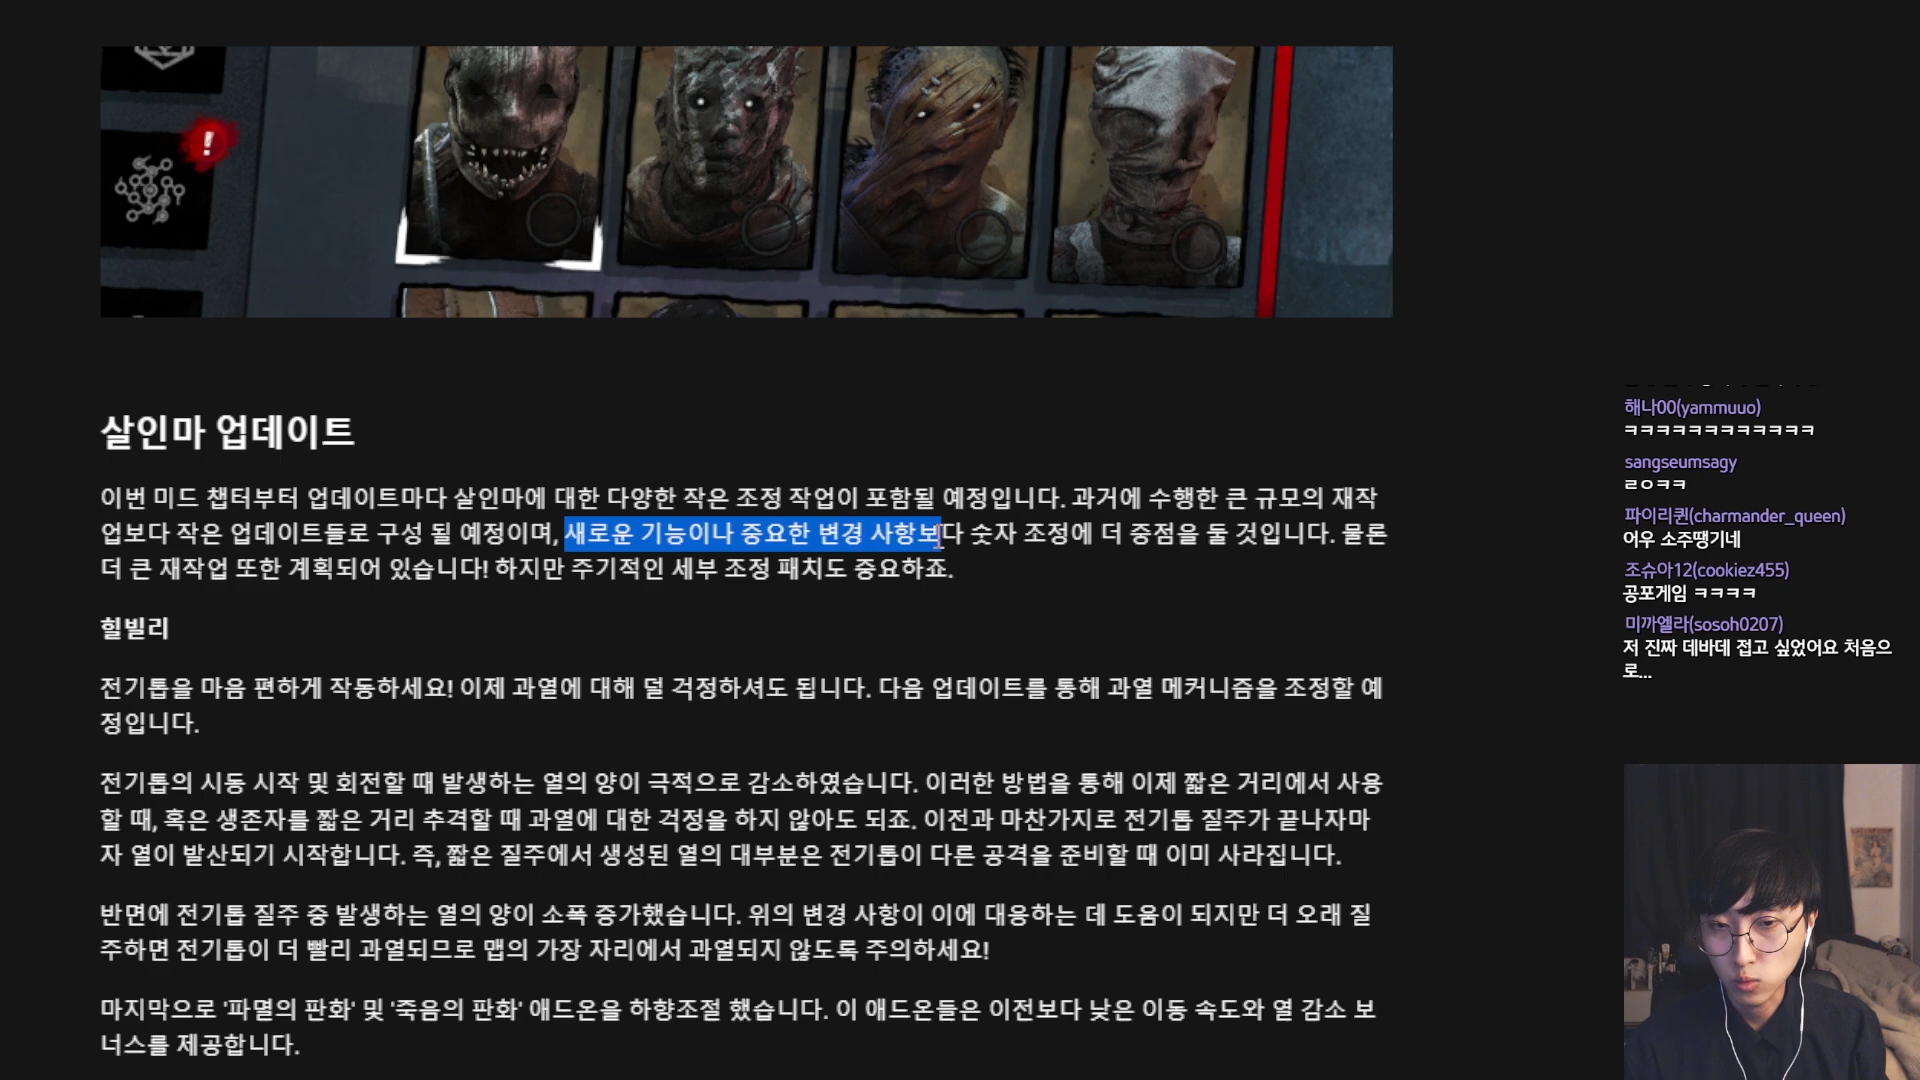 !
살인마 업데이트
이번 미드 챕터부터 업데이트마다 살인마에 대한 다양한 작은 조정 작업이 포함될 예정입니다. 과거에 수행한 큰 규모의 재작
업보다 작은 업데이트들로 구성 될 예정이며, 새로운 기능이나 중요한 변경 사항보다 숫자 조정에 더 중점을 둘 것입니다. 물론
더 큰 재작업 또한 계획되어 있습니다! 하지만 주기적인 세부 조정 패치도 중요하죠.
힐빌리
전기톱을 마음 편하게 작동하세요! 이제 과열에 대해 덜 걱정하셔도 됩니다. 다음 업데이트를 통해 과열 메커니즘을 조정할 예
정입니다.
전기톱의 시동 시작 및 회전할 때 발생하는 열의 양이 극적으로 감소하였습니다. 이러한 방법을 통해 이제 짧은 거리에서 사용
할 때, 혹은 생존자를 짧은 거리 추격할 때 과열에 대한 걱정을 하지 않아도 되죠. 이전과 마찬가지로 전기톱 질주가 끝나자마
자 열이 발산되기 시작합니다. 즉, 짧은 질주에서 생성된 열의 대부분은 전기톱이 다른 공격을 준비할 때 이미 사라집니다.
반면에 전기톱 질주 중 발생하는 열의 양이 소폭 증가했습니다. 위의 변경 사항이 이에 대응하는 데 도움이 되지만 더 오래 질
주하면 전기톱이 더 빨리 과열되므로 맵의 가장 자리에서 과열되지 않도록 주의하세요!
마지막으로 '파멸의 판화' 및 '죽음의 판화' 애드온을 하향조절 했습니다. 이 애드온들은 이전보다 낮은 이동 속도와 열 감소 보
너스를 제공합니다.
해나00(yammuuo)
ㅋㅋㅋㅋㅋㅋㅋㅋㅋㅋㅋㅋ
sangseumsagy
ㄹㅇㅋㅋ
파이리퀸(charmander_queen)
어우 소주땡기네
조슈아12(cookiez455)
공포게임 ㅋㅋㅋㅋ
미까엘라(sosoh0207)
저 진짜 데바데 접고 싶었어요 처음으
로...